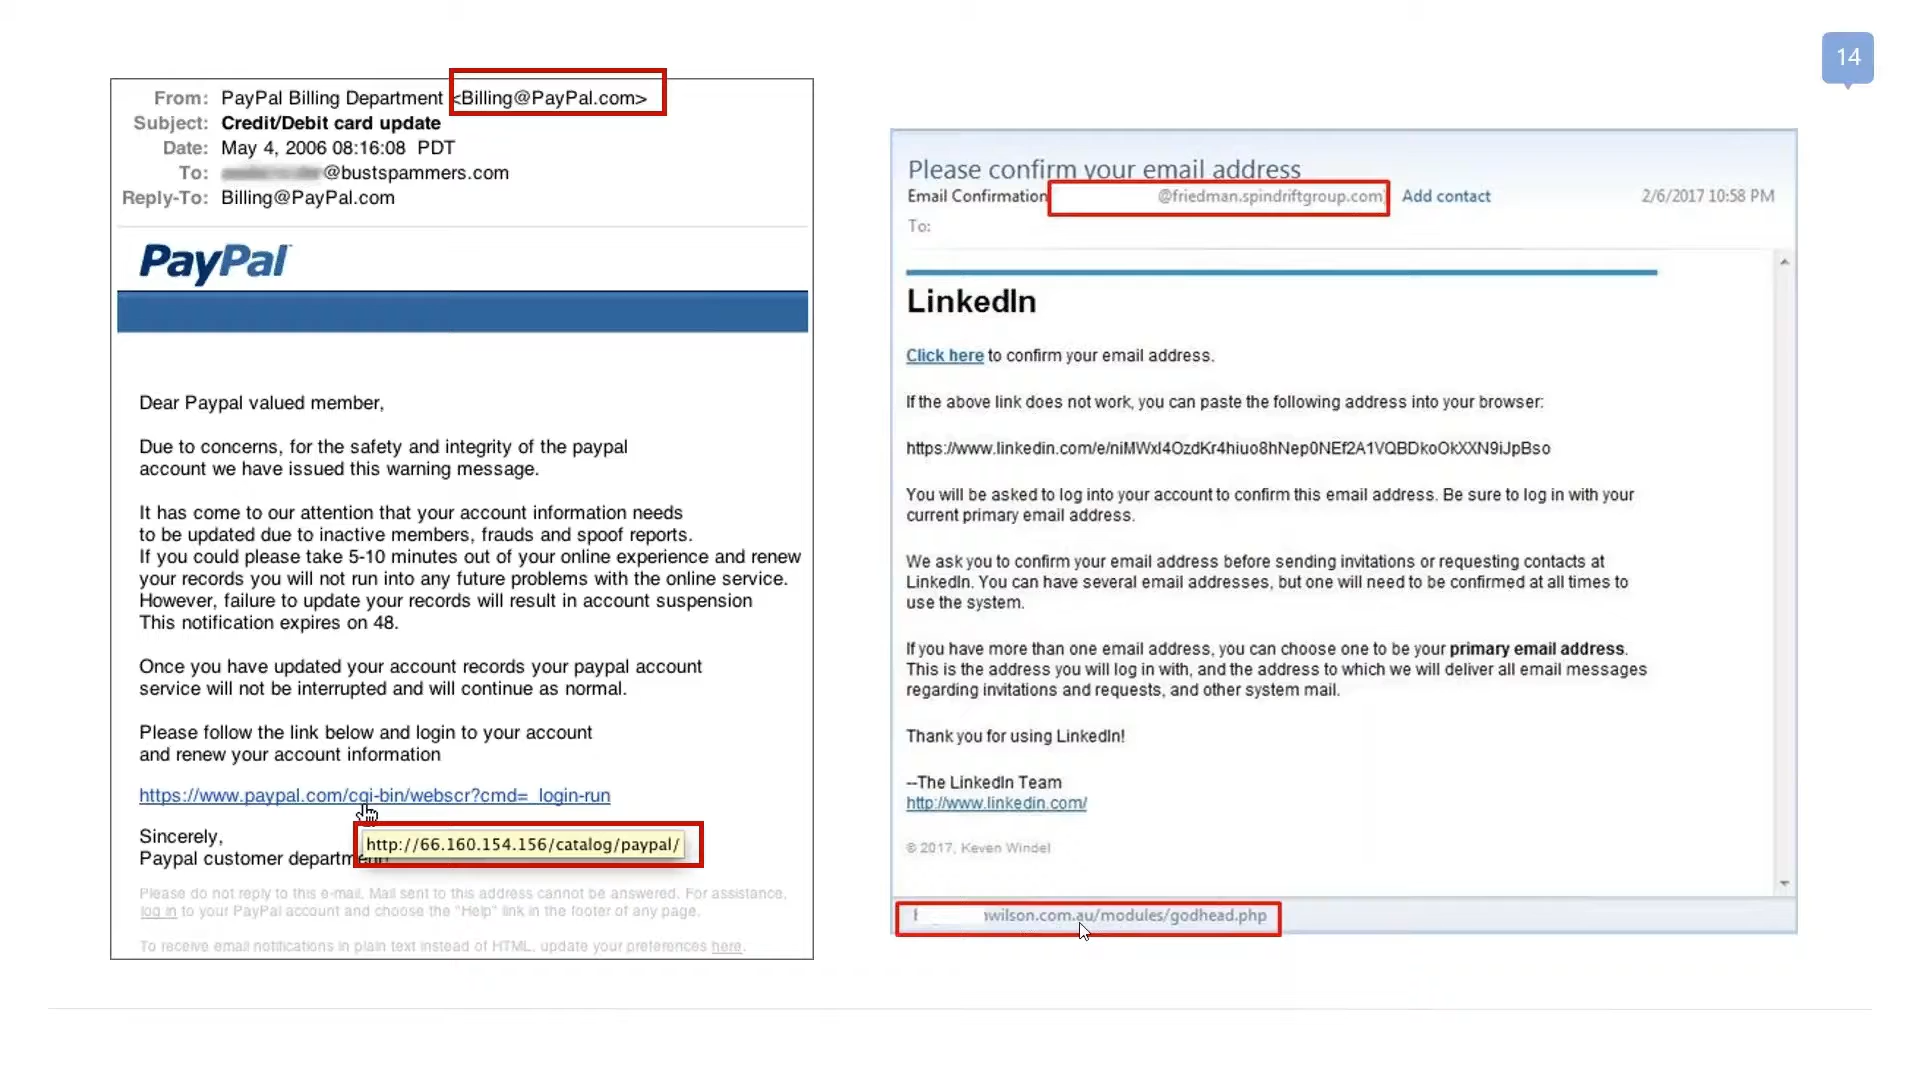 14
From: PayPal Billing Department <Billing@PayPal.com>
Subject: Credit/Debit card update
Date: May 4, 2006 08:16:08 PDT
To: @bustspammers.com
Reply-To: Billing@PayPal.com
PayPal
Dear Paypal valued member,
Due to concerns, for the safety and integrity of the paypal
account we have issued this warning message.
It has come to our attention that your account information needs
to be updated due to inactive members, frauds and spoof reports.
If you could please take 5-10 minutes out of your online experience and renew
your records you will not run into any future problems with the online service.
However, failure to update your records will result in account suspension
This notification expires on 48.
Once you have updated your account records your paypal account
service will not be interrupted and will continue as normal.
Please follow the link below and login to your account
and renew your account information
https://www.paypal.com/cgi-bin/webscr?cmd=_login-run
Sincerely,
http://66.160.154.156/catalog/paypal/
Paypal customer department
Please do not reply to this e-mail. Mail sent to this address cannot be answered. For assistance,
log in to your PayPal account and choose the "Help" link in the footer of any page.
To receive email notifications in plain text instead of HTML, update your preferences here.
Please confirm your email address
Email Confirmation @friedman.spindriftgroup.com Add contact 2/6/2017 10:58 PM
To:
LinkedIn
Click here to confirm your email address.
If the above link does not work, you can paste the following address into your browser:
https://www.linkedin.com/e/niMWxI4OzdKr4hiuo8hNep0NEf2A1VQBDkoOkXXN9iJpBso
You will be asked to log into your account to confirm this email address. Be sure to log in with your
current primary email address.
We ask you to confirm your email address before sending invitations or requesting contacts at
LinkedIn. You can have several email addresses, but one will need to be confirmed at all times to
use the system.
If you have more than one email address, you can choose one to be your primary email address.
This is the address you will log in with, and the address to which we will deliver all email messages
regarding invitations and requests, and other system mail.
Thank you for using LinkedIn!
--The LinkedIn Team
http://www.linkedin.com/
© 2017, Keven Windel
wilson.com.au/modules/godhead.php